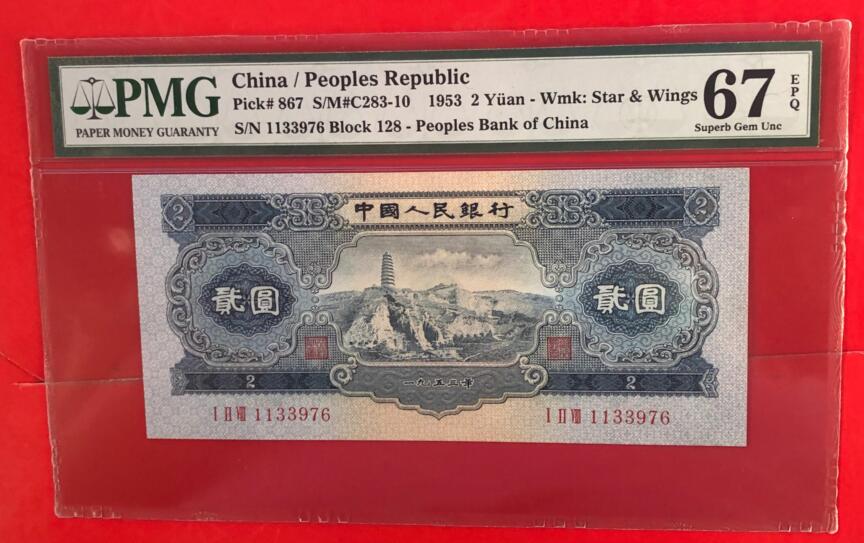 PMG
PAPER MONEY GUARANTY
China / Peoples Republic
Pick# 867 S/M#C283-10 1953 2 Yüan - Wmk: Star & Wings
S/N 1133976 Block 128 - Peoples Bank of China
67
EPQ
Superb Gem Unc
2 中國人民銀行 2
貳圓 貳圓
2 一九五三年 2
I II VIII 1133976 I II VIII 1133976